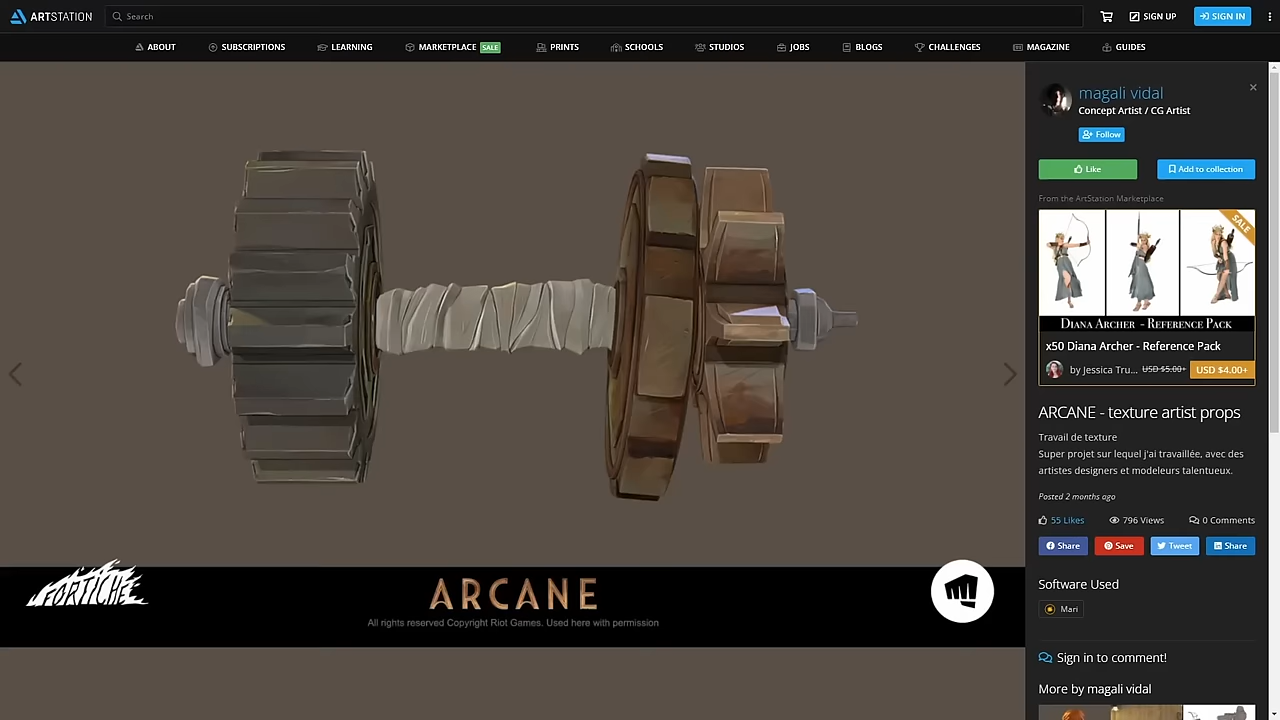 ARTSTATION
Search
SIGN UP
SIGN IN
ABOUT
SUBSCRIPTIONS
LEARNING
MARKETPLACE SALE
PRINTS
SCHOOLS
STUDIOS
JOBS
BLOGS
CHALLENGES
MAGAZINE
GUIDES
FORTICHE
ARCANE
All rights reserved Copyright Riot Games. Used here with permission
magali vidal
Concept Artist / CG Artist
Follow
Like
Add to collection
From the ArtStation Marketplace
SALE
DIANA ARCHER - REFERENCE PACK
x50 Diana Archer - Reference Pack
by Jessica Tru... USD $5.00+ USD $4.00+
ARCANE - texture artist props
Travail de texture
Super projet sur lequel j'ai travaillée, avec des
artistes designers et modeleurs talentueux.
Posted 2 months ago
55 Likes
796 Views
0 Comments
Share
Save
Tweet
Share
Software Used
Mari
Sign in to comment!
More by magali vidal